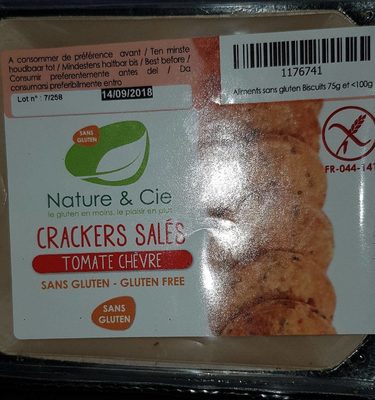 A consommer de préférence avant / Ten minste
houdbaar tot / Mindestens haltbar bis / Best before /
Consumir preferentemente antes del / Da
consumarsi preferibilmente entro
Lot n° : 7/258
14/09/2018
1176741
Aliments sans gluten Biscuits 75g et <100g
FR-044-141
SANS
GLUTEN
Nature & Cie
le gluten en moins, le plaisir en plus
CRACKERS SALÉS
TOMATE CHÈVRE
SANS GLUTEN - GLUTEN FREE
SANS
GLUTEN